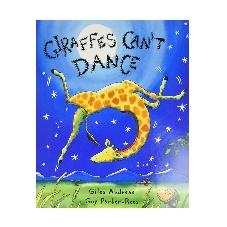 GIRAFFES CAN'T
DANCE
Giles Andreae
Guy Parker-Rees